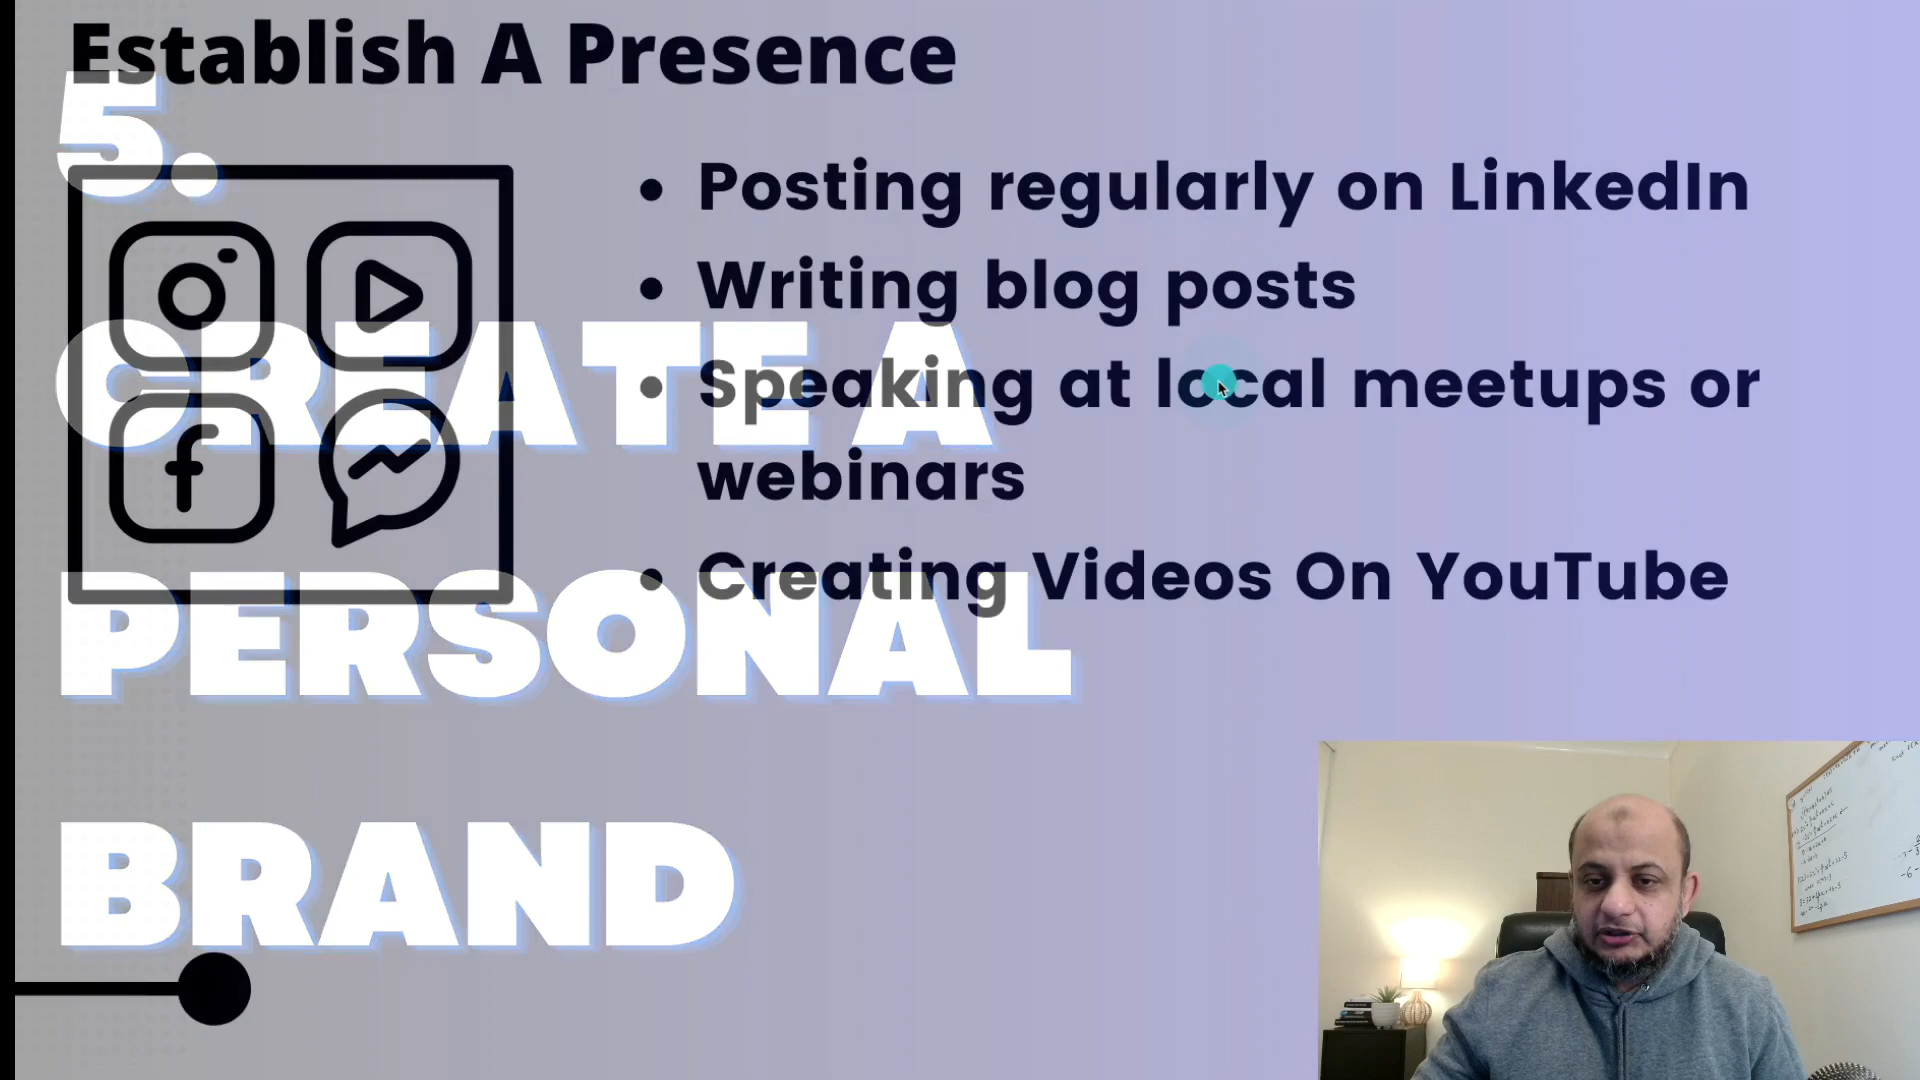 Establish A Presence
5.
• Posting regularly on LinkedIn
• Writing blog posts
CREATE A
• Speaking at local meetups or
webinars
• Creating Videos On YouTube
PERSONAL
BRAND